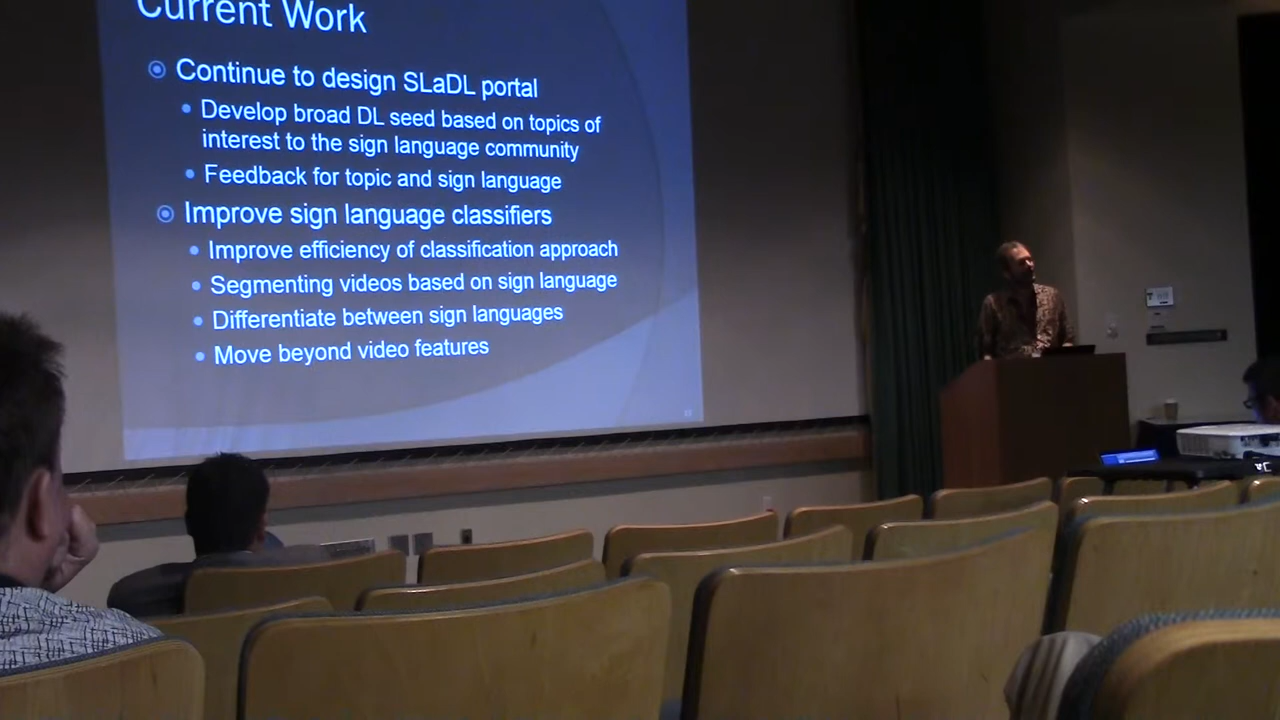 Current Work
Continue to design SLaDL portal
Develop broad DL seed based on topics of
interest to the sign language community
Feedback for topic and sign language
Improve sign language classifiers
Improve efficiency of classification approach
Segmenting videos based on sign language
Differentiate between sign languages
Move beyond video features